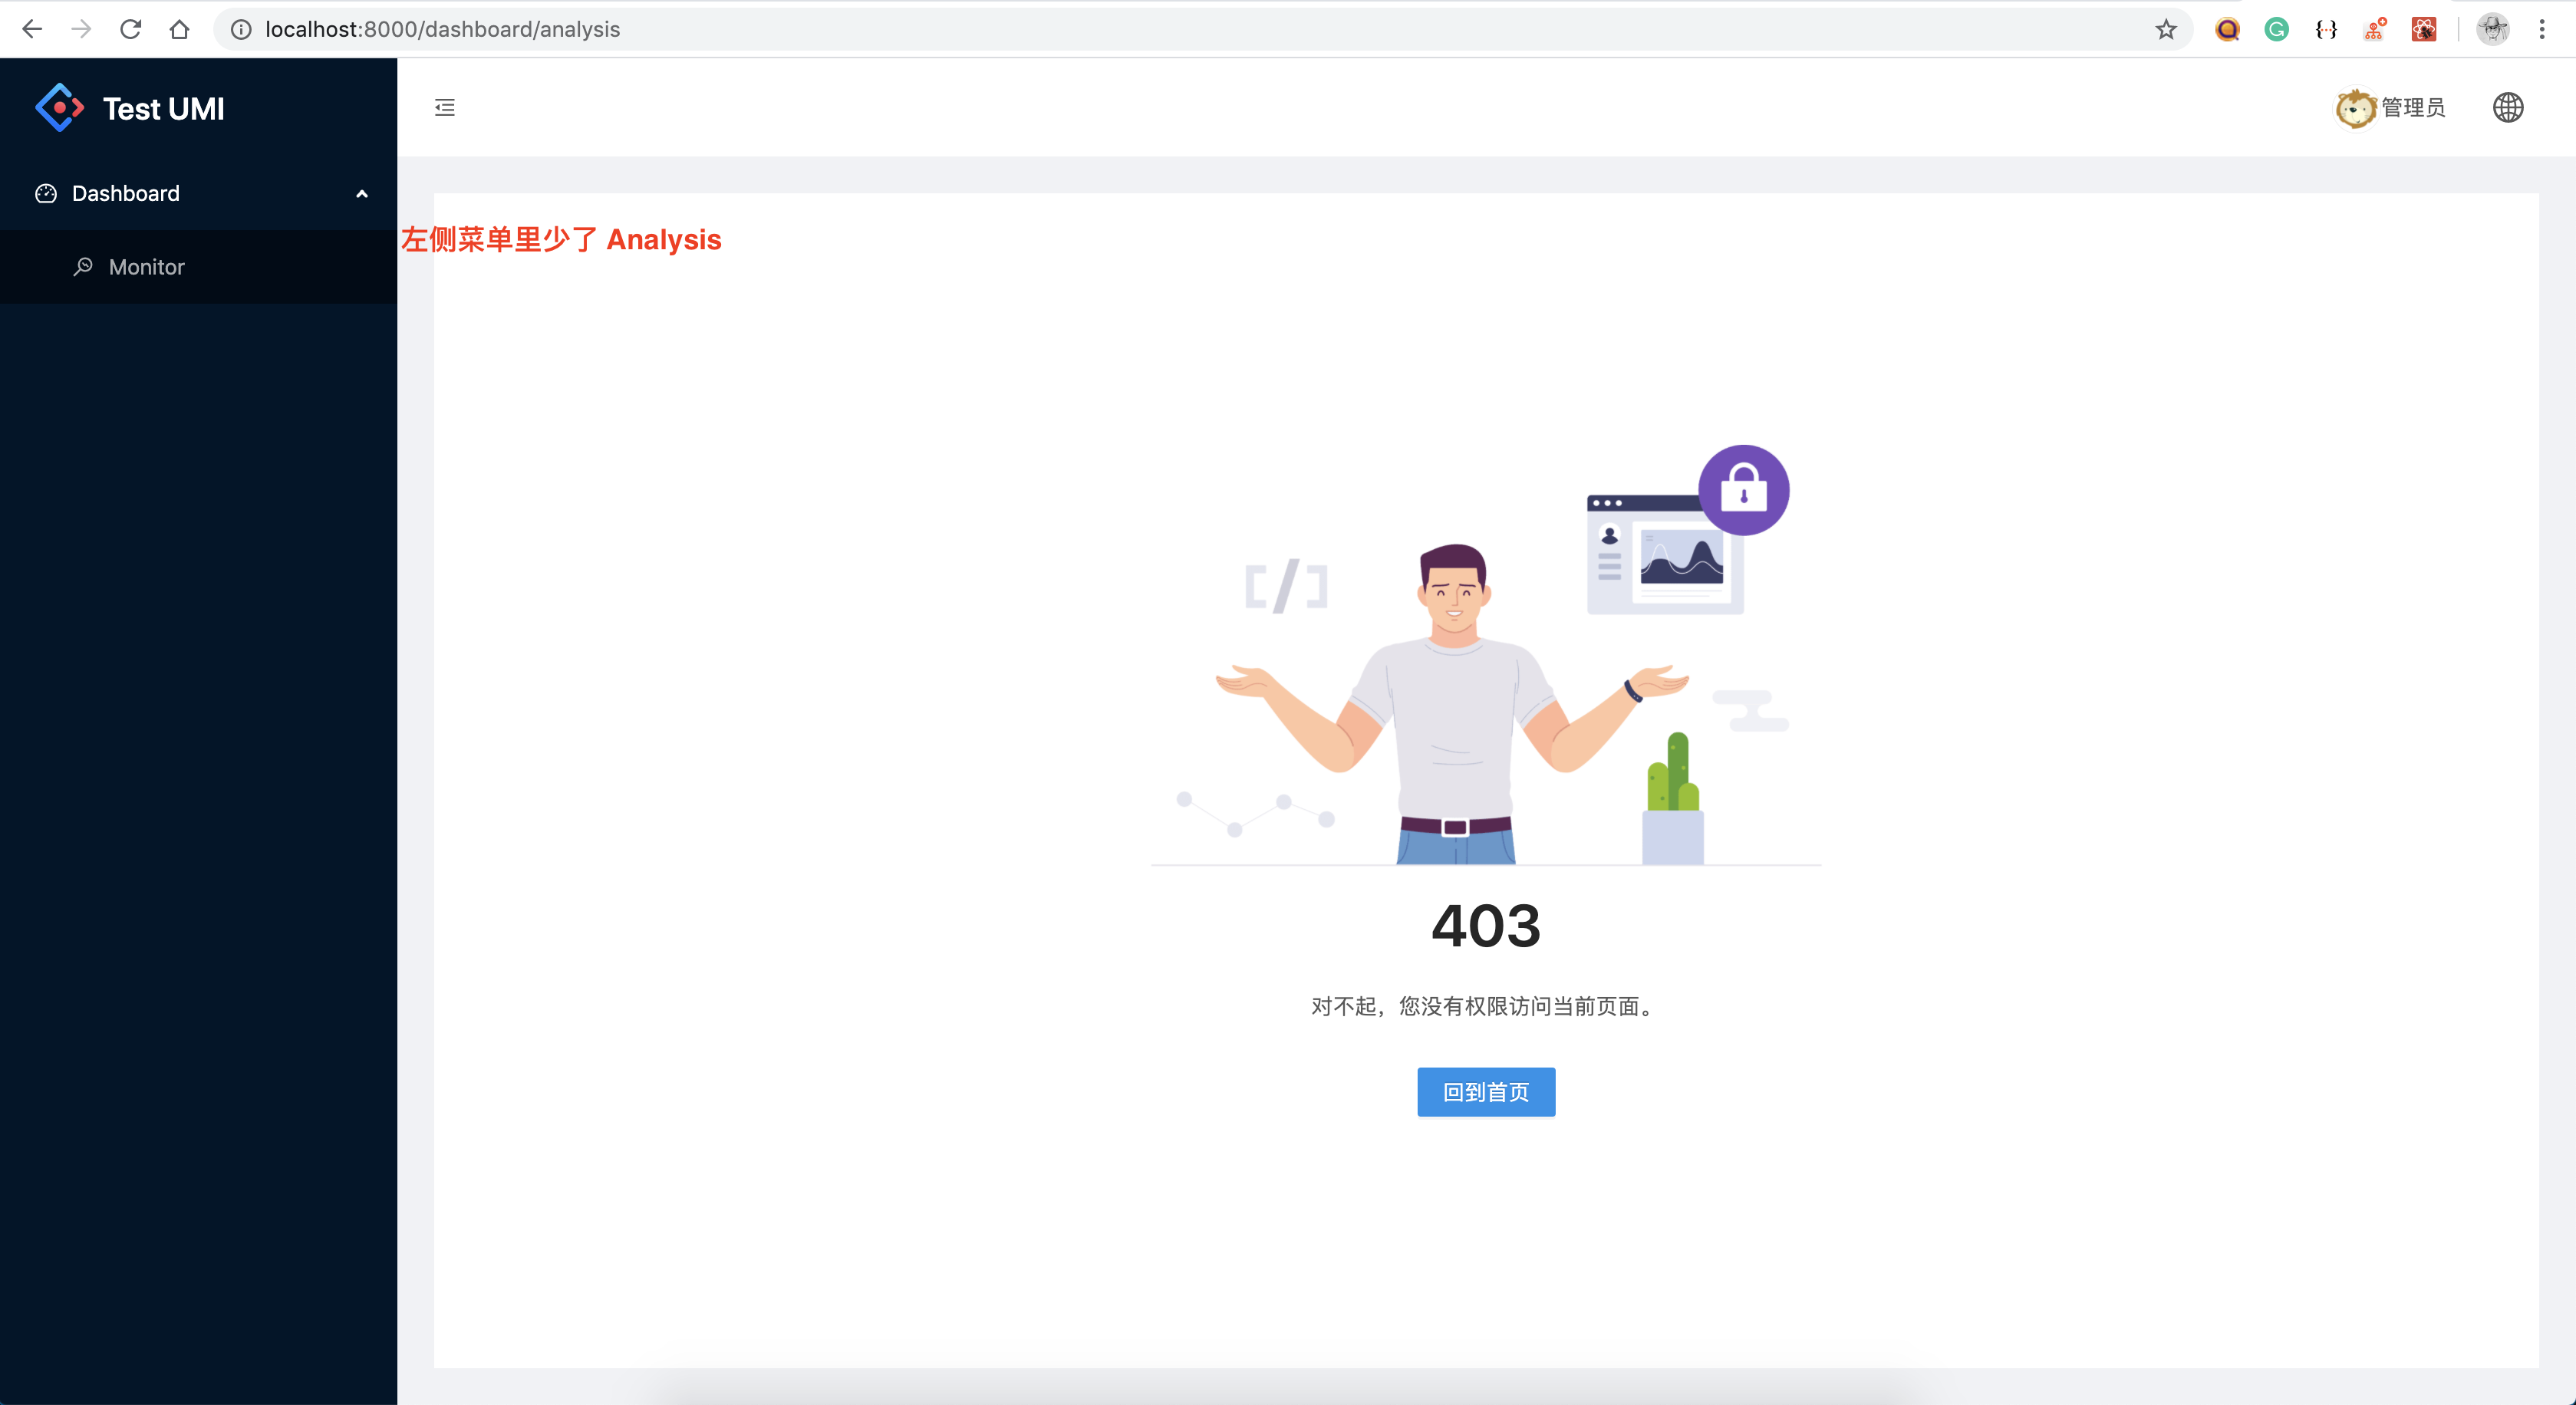 localhost:8000/dashboard/analysis
Test UMI
管理员
Dashboard
左侧菜单里少了 Analysis
Monitor
[/]
403
对不起，您没有权限访问当前页面。
回到首页